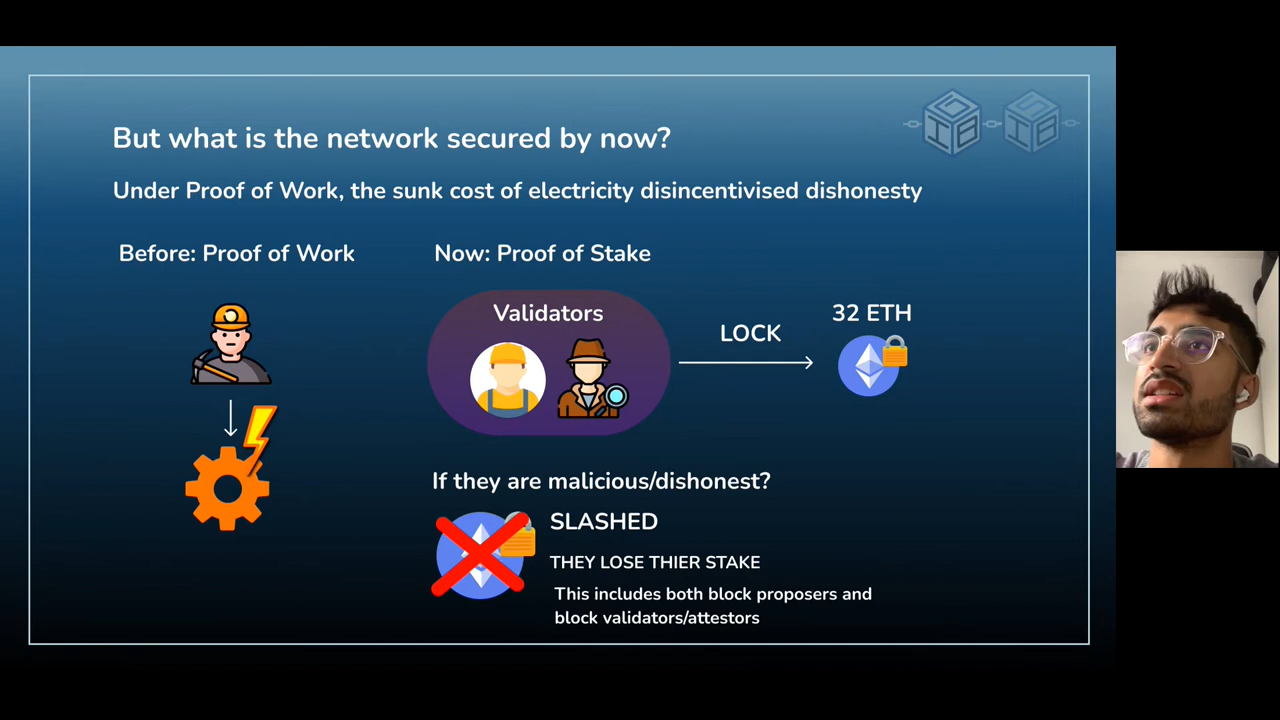 But what is the network secured by now?
Under Proof of Work, the sunk cost of electricity disincentivised dishonesty
Before: Proof of Work
Now: Proof of Stake
Validators
LOCK
32 ETH
If they are malicious/dishonest?
SLASHED
THEY LOSE THIER STAKE
This includes both block proposers and
block validators/attestors